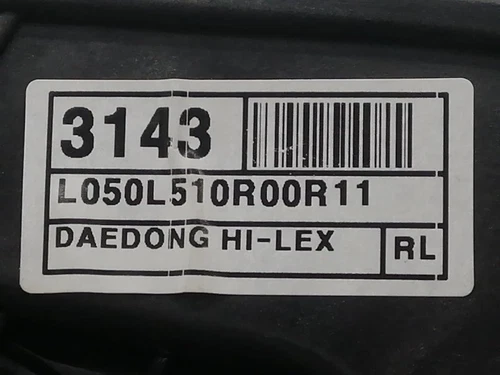 3143
L050L510R00R11
DAEDONG HI-LEX
RL